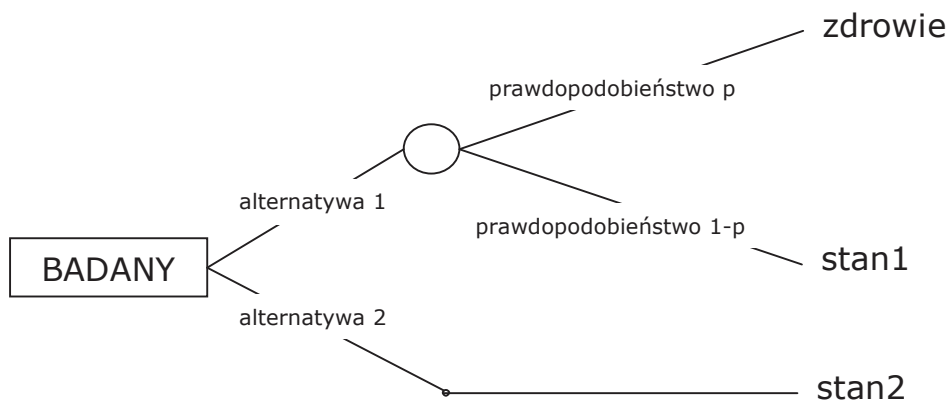 zdrowie
prawdopodobieństwo p
alternatywa 1
prawdopodobieństwo 1-p
stan1
BADANY
alternatywa 2
stan2